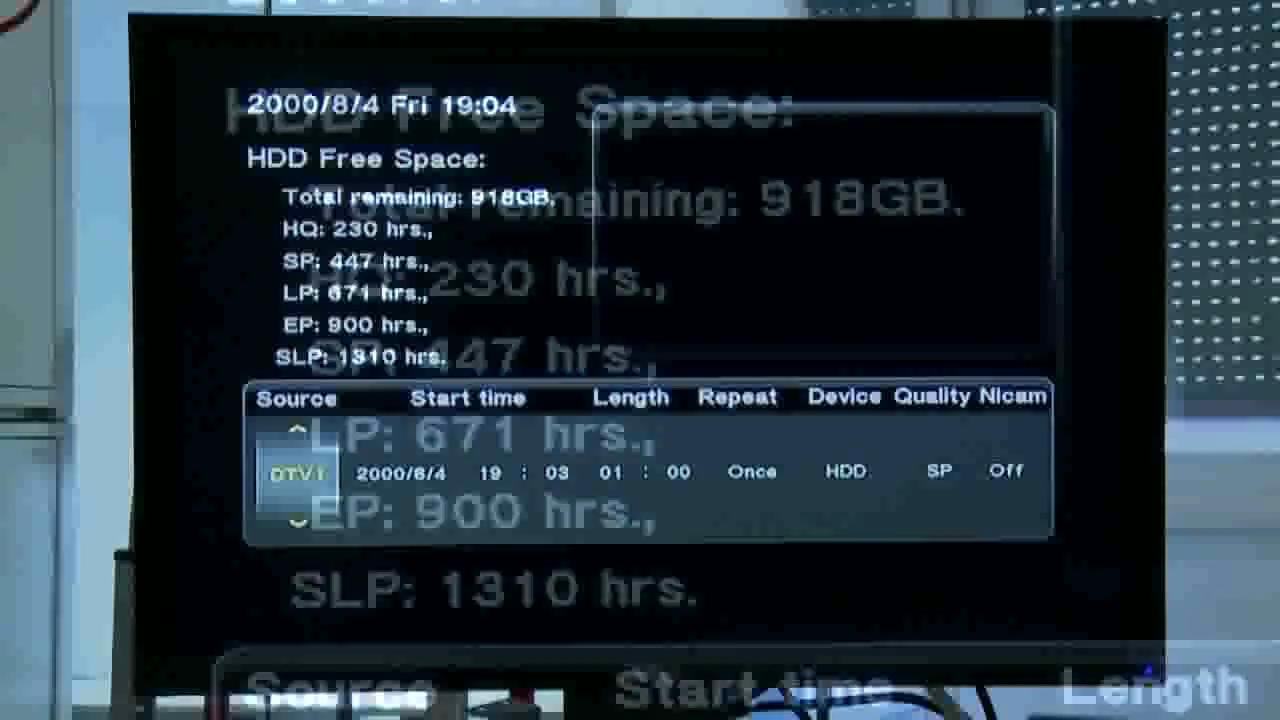 2000/8/4 Fri 19:04
HDD Free Space:
Total remaining: 918GB.
HQ: 230 hrs.,
SP: 447 hrs.,
LP: 671 hrs.,
EP: 900 hrs.,
SLP: 1310 hrs.
Source Start time Length Repeat Device Quality Nicam
DTV1 2000/8/4 19 : 03 01 : 00 Once HDD SP Off
HDD Free Space:
Total remaining: 918GB.
HQ: 230 hrs.,
SP: 447 hrs.,
LP: 671 hrs.,
EP: 900 hrs.,
SLP: 1310 hrs.
Source Start time Length